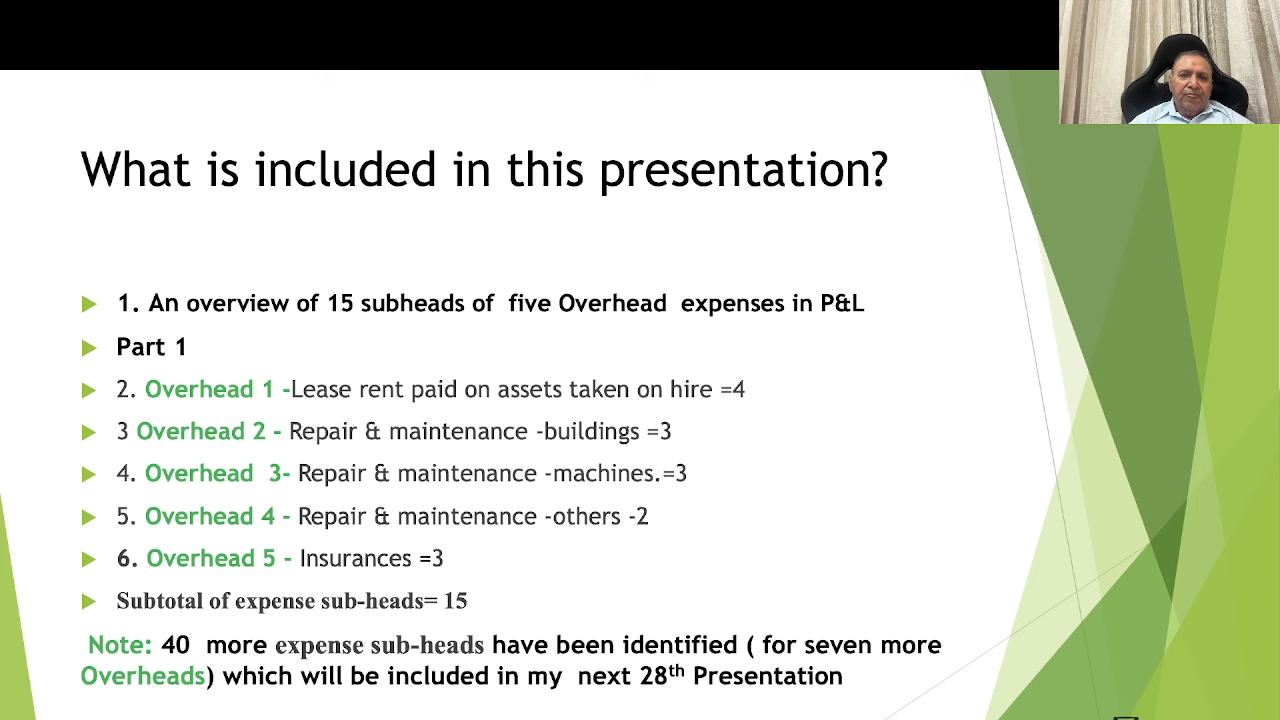 What is included in this presentation?
1. An overview of 15 subheads of five Overhead expenses in P&L
Part 1
2. Overhead 1 -Lease rent paid on assets taken on hire =4
3 Overhead 2 - Repair & maintenance -buildings =3
4. Overhead 3- Repair & maintenance -machines.=3
5. Overhead 4 - Repair & maintenance -others -2
6. Overhead 5 - Insurances =3
Subtotal of expense sub-heads= 15
Note: 40 more expense sub-heads have been identified ( for seven more
Overheads) which will be included in my next 28th Presentation